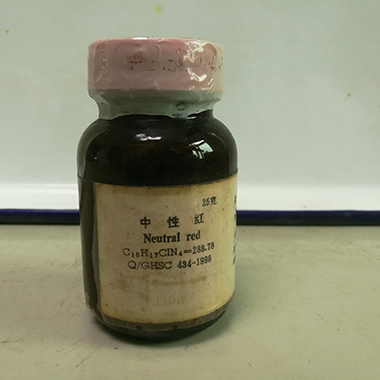 25克
中性红
Neutral red
C₁₅H₁₇ClN₄=288.78
Q/GHSC 434-1998